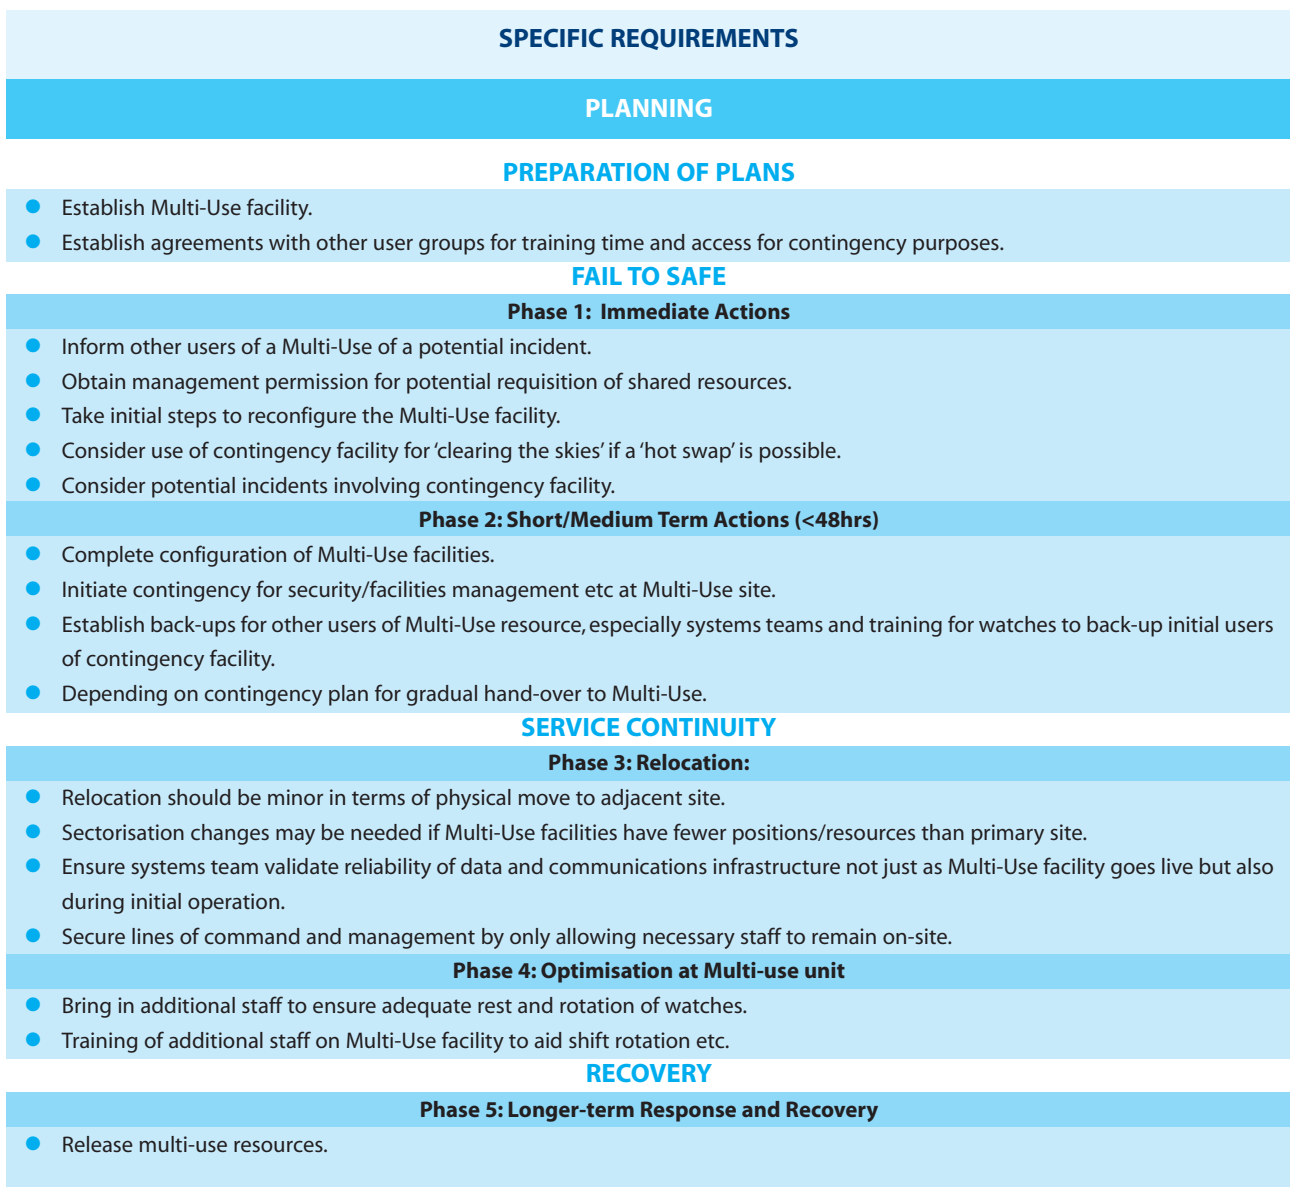 SPECIFIC REQUIREMENTS
PLANNING
PREPARATION OF PLANS
● Establish Multi-Use facility.
● Establish agreements with other user groups for training time and access for contingency purposes.
FAIL TO SAFE
Phase 1: Immediate Actions
● Inform other users of a Multi-Use of a potential incident.
● Obtain management permission for potential requisition of shared resources.
● Take initial steps to reconfigure the Multi-Use facility.
● Consider use of contingency facility for ‘clearing the skies’ if a ‘hot swap’ is possible.
● Consider potential incidents involving contingency facility.
Phase 2: Short/Medium Term Actions (<48hrs)
● Complete configuration of Multi-Use facilities.
● Initiate contingency for security/facilities management etc at Multi-Use site.
● Establish back-ups for other users of Multi-Use resource, especially systems teams and training for watches to back-up initial users
of contingency facility.
● Depending on contingency plan for gradual hand-over to Multi-Use.
SERVICE CONTINUITY
Phase 3: Relocation:
● Relocation should be minor in terms of physical move to adjacent site.
● Sectorisation changes may be needed if Multi-Use facilities have fewer positions/resources than primary site.
● Ensure systems team validate reliability of data and communications infrastructure not just as Multi-Use facility goes live but also
during initial operation.
● Secure lines of command and management by only allowing necessary staff to remain on-site.
Phase 4: Optimisation at Multi-use unit
● Bring in additional staff to ensure adequate rest and rotation of watches.
● Training of additional staff on Multi-Use facility to aid shift rotation etc.
RECOVERY
Phase 5: Longer-term Response and Recovery
● Release multi-use resources.